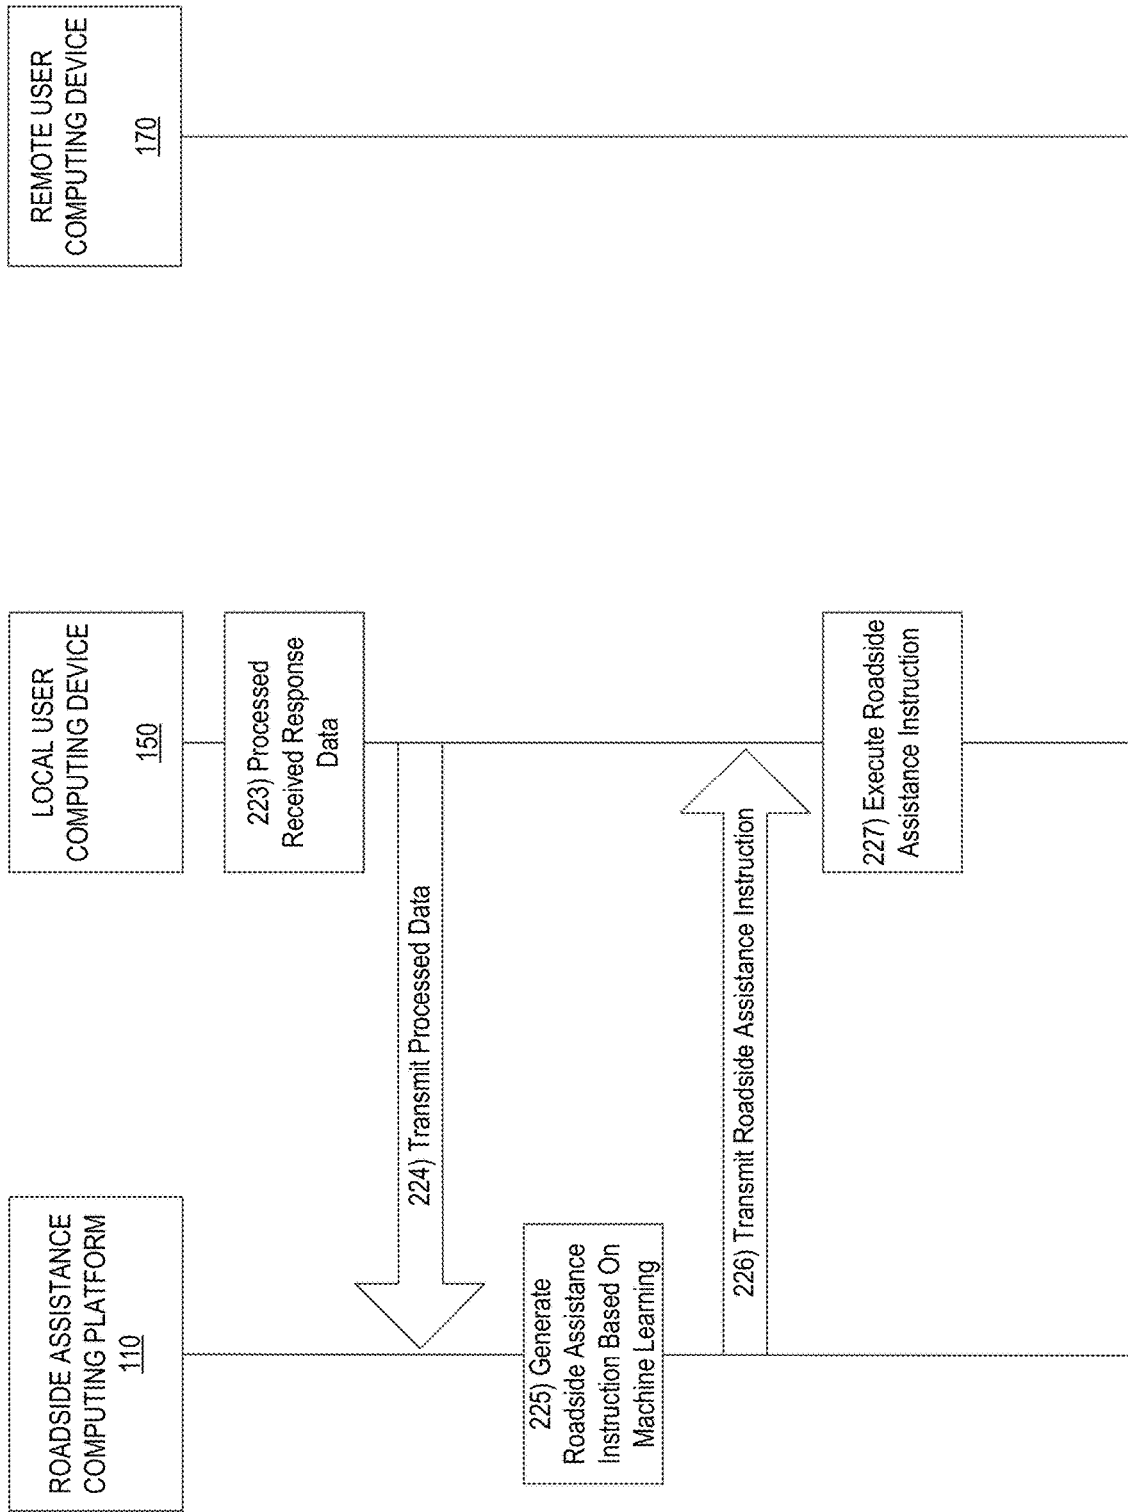 ROADSIDE ASSISTANCE
COMPUTING PLATFORM
110
LOCAL USER
COMPUTING DEVICE
150
REMOTE USER
COMPUTING DEVICE
170
223) Processed
Received Response
Data
224) Transmit Processed Data
225) Generate
Roadside Assistance
Instruction Based On
Machine Learning
226) Transmit Roadside Assistance Instruction
227) Execute Roadside
Assistance Instruction